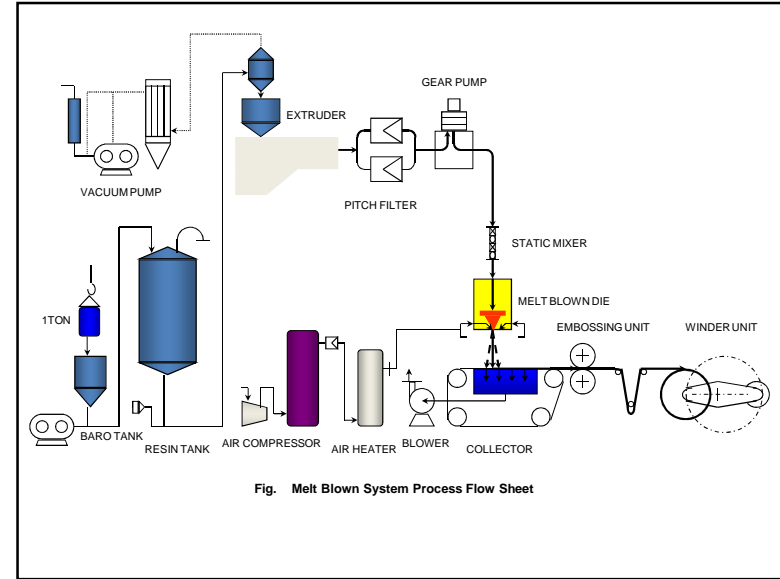 GEAR PUMP
EXTRUDER
VACUUM PUMP
PITCH FILTER
STATIC MIXER
1TON
MELT BLOWN DIE
EMBOSSING UNIT
WINDER UNIT
BARO TANK
RESIN TANK
AIR COMPRESSOR
AIR HEATER
BLOWER
COLLECTOR
Fig. Melt Blown System Process Flow Sheet